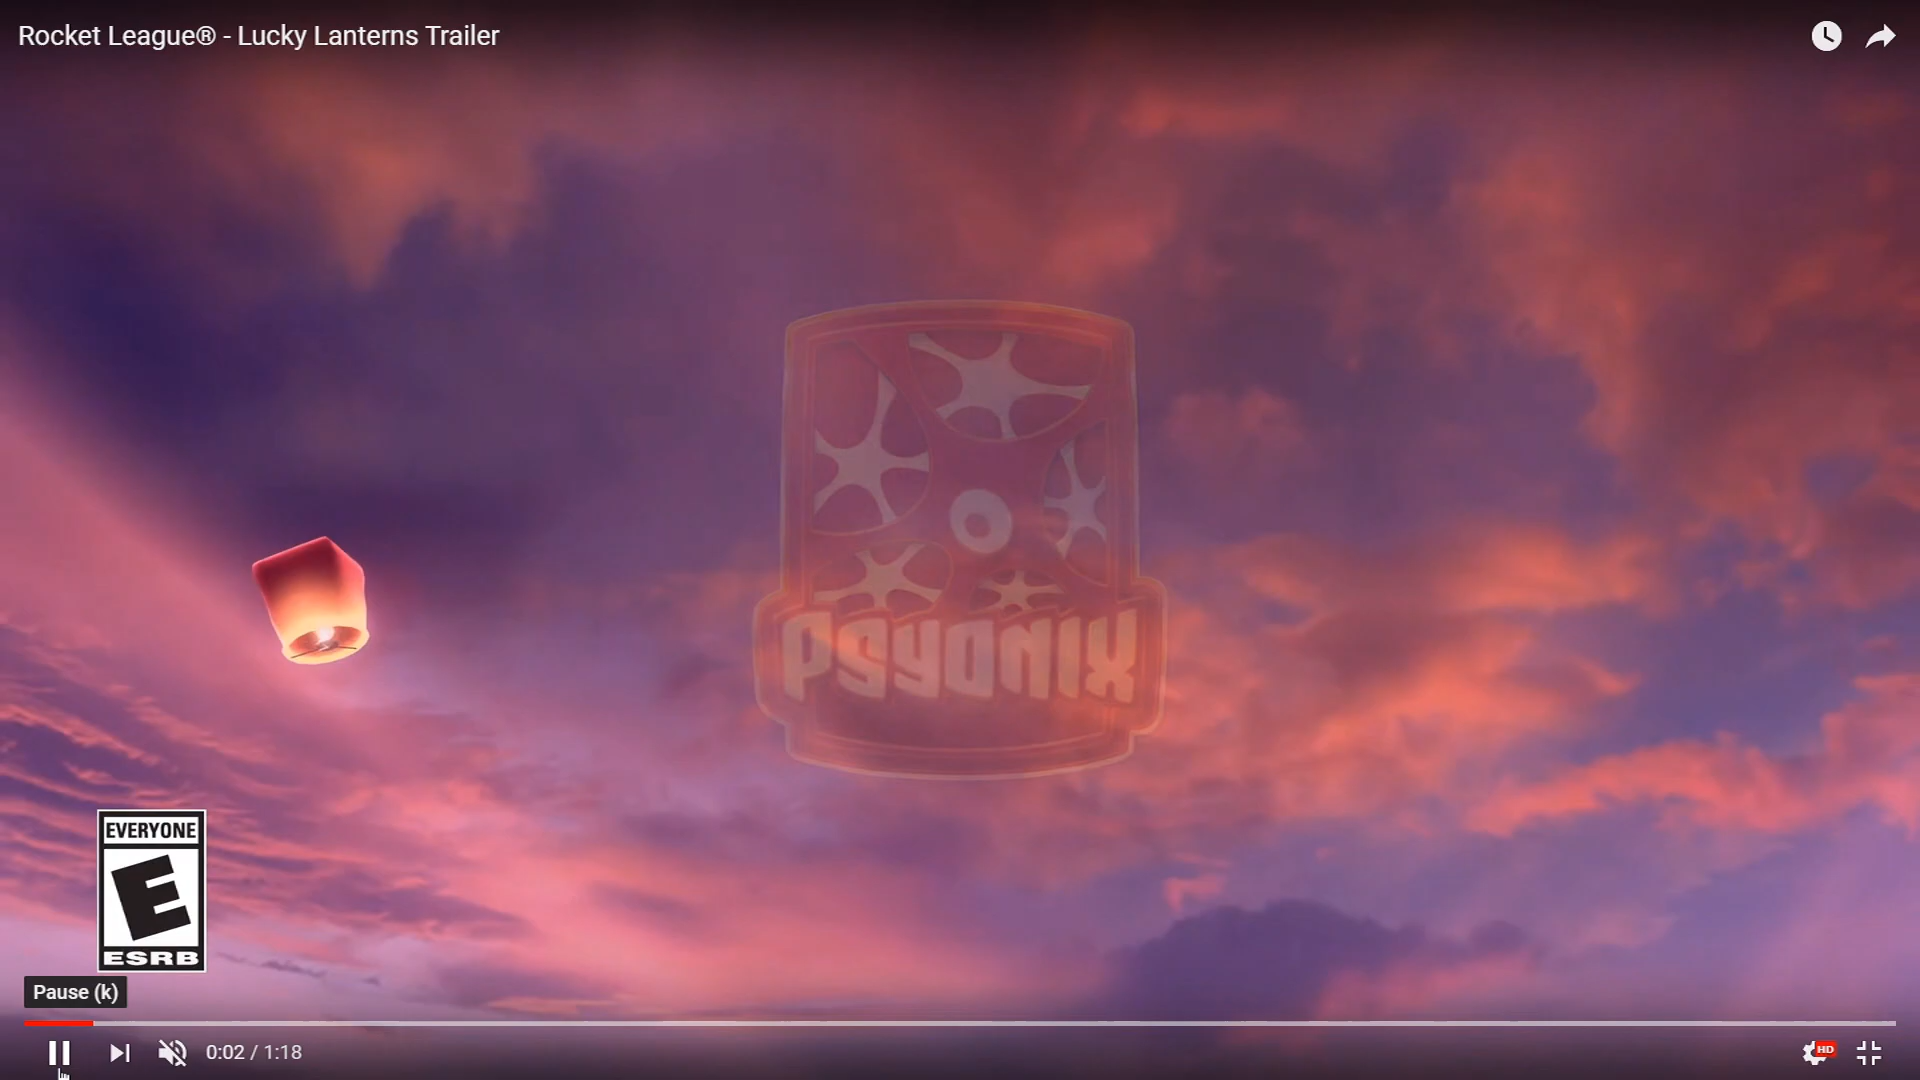 Rocket League® - Lucky Lanterns Trailer
PSYONIX
EVERYONE
E
ESRB
Pause (k)
0:02 / 1:18
HD